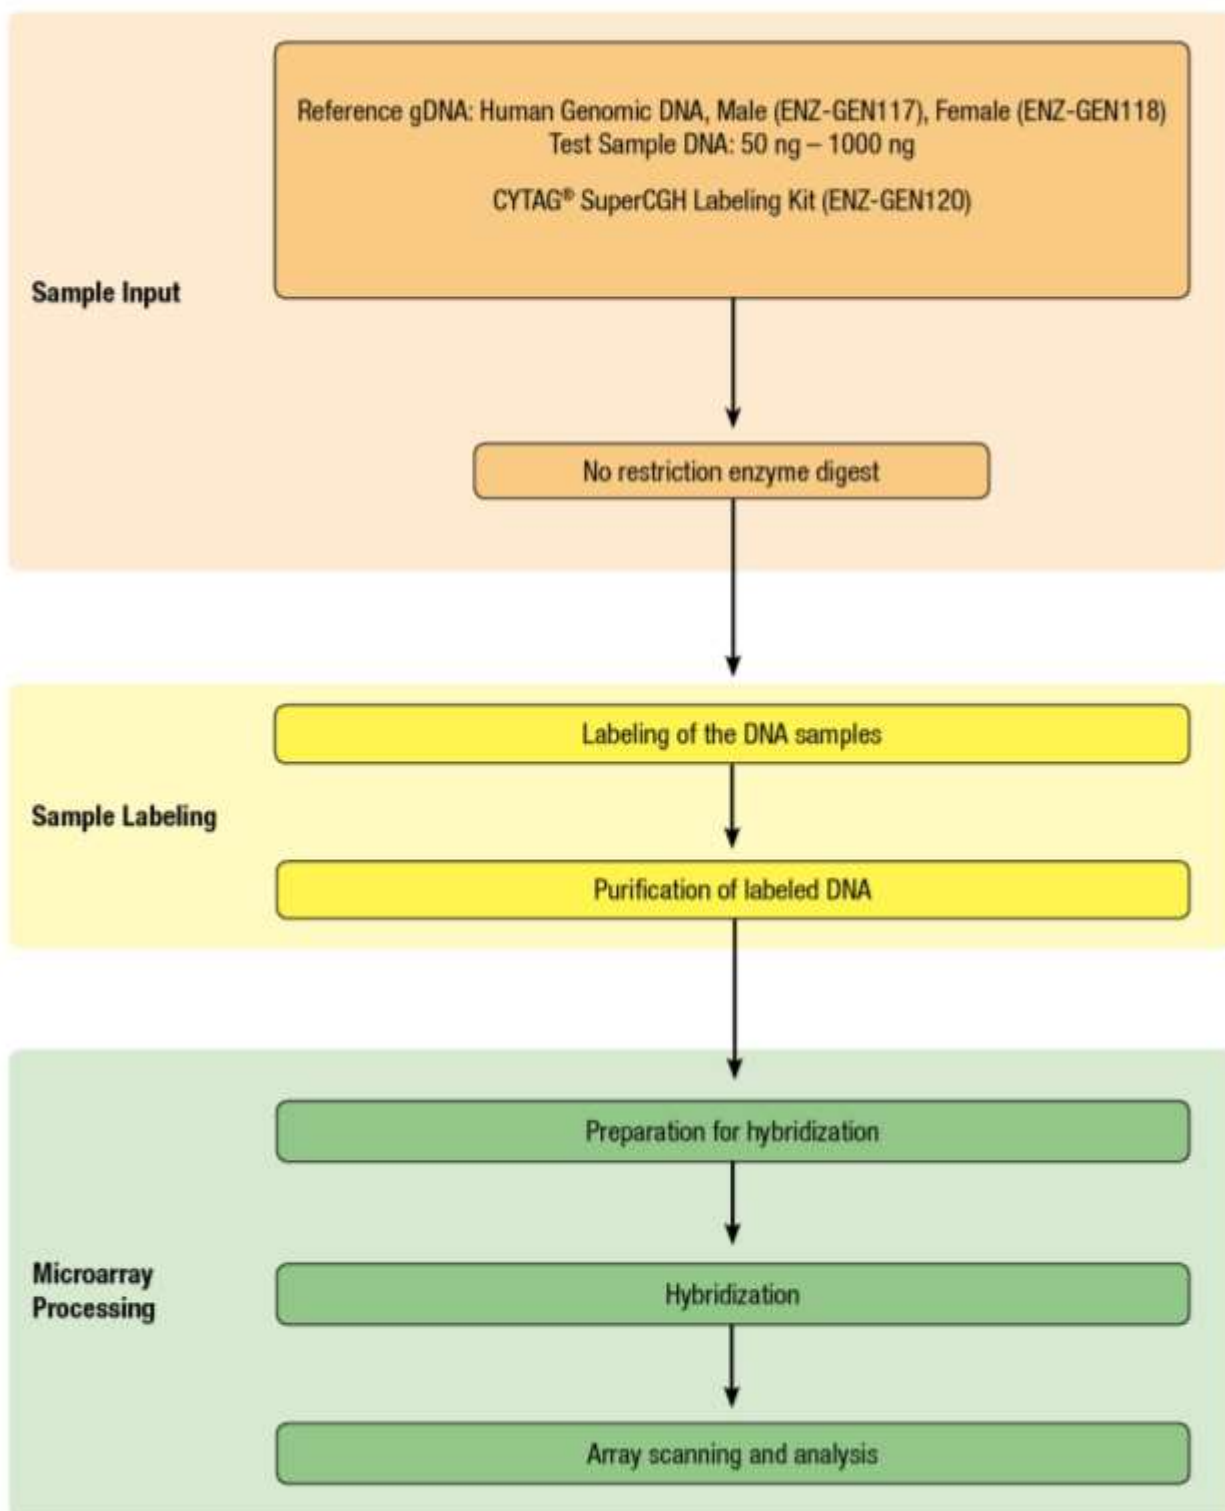 Reference gDNA: Human Genomic DNA, Male (ENZ-GEN117), Female (ENZ-GEN118)
Test Sample DNA: 50 ng – 1000 ng
CYTAG® SuperCGH Labeling Kit (ENZ-GEN120)
Sample Input
No restriction enzyme digest
Labeling of the DNA samples
Sample Labeling
Purification of labeled DNA
Preparation for hybridization
Microarray
Processing
Hybridization
Array scanning and analysis